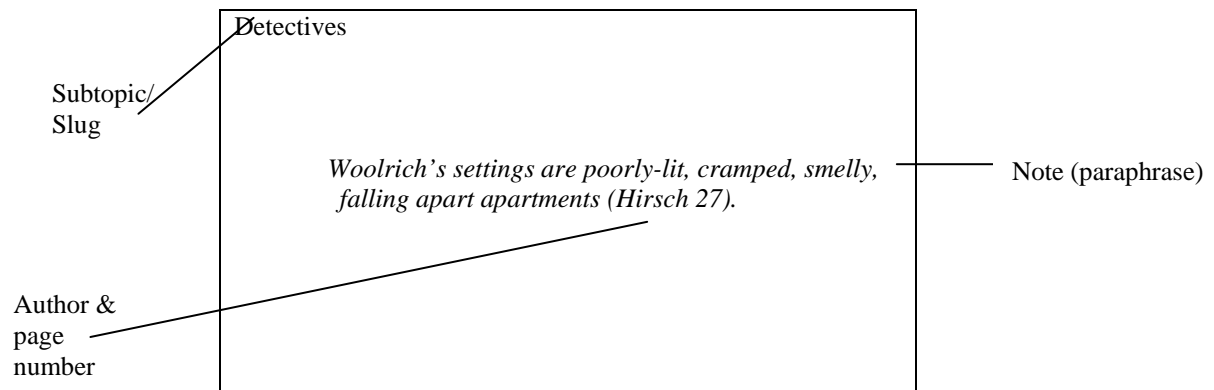 Detectives
Subtopic/
Slug
Woolrich’s settings are poorly-lit, cramped, smelly,
falling apart apartments (Hirsch 27).
Note (paraphrase)
Author &
page
number